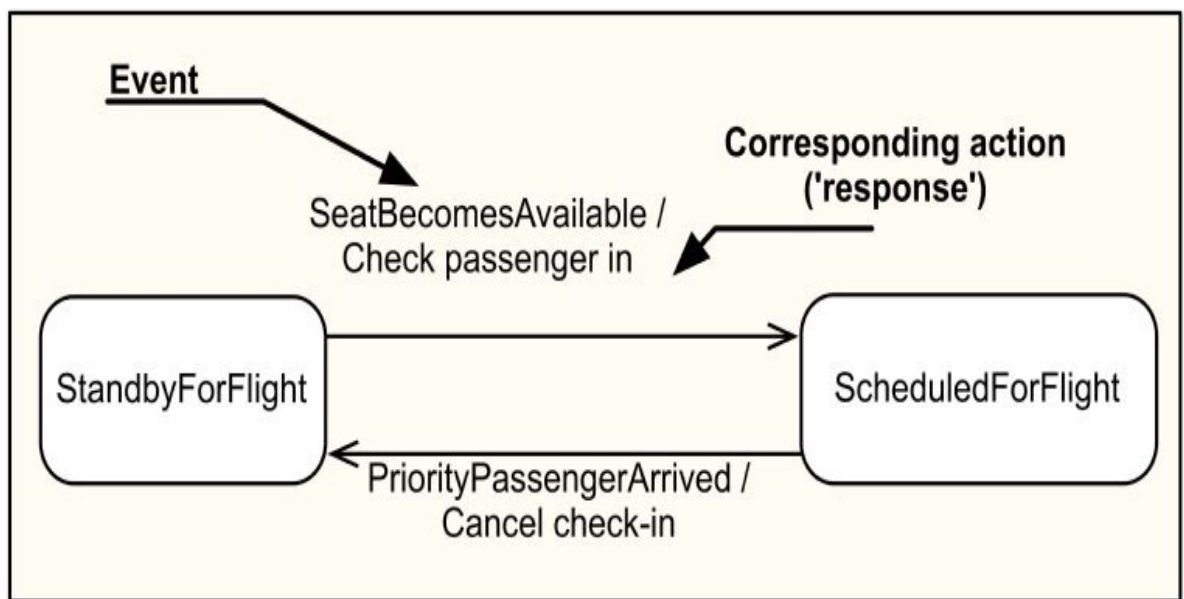 Event
Corresponding action
('response')
SeatBecomesAvailable /
Check passenger in
StandbyForFlight
ScheduledForFlight
PriorityPassengerArrived /
Cancel check-in